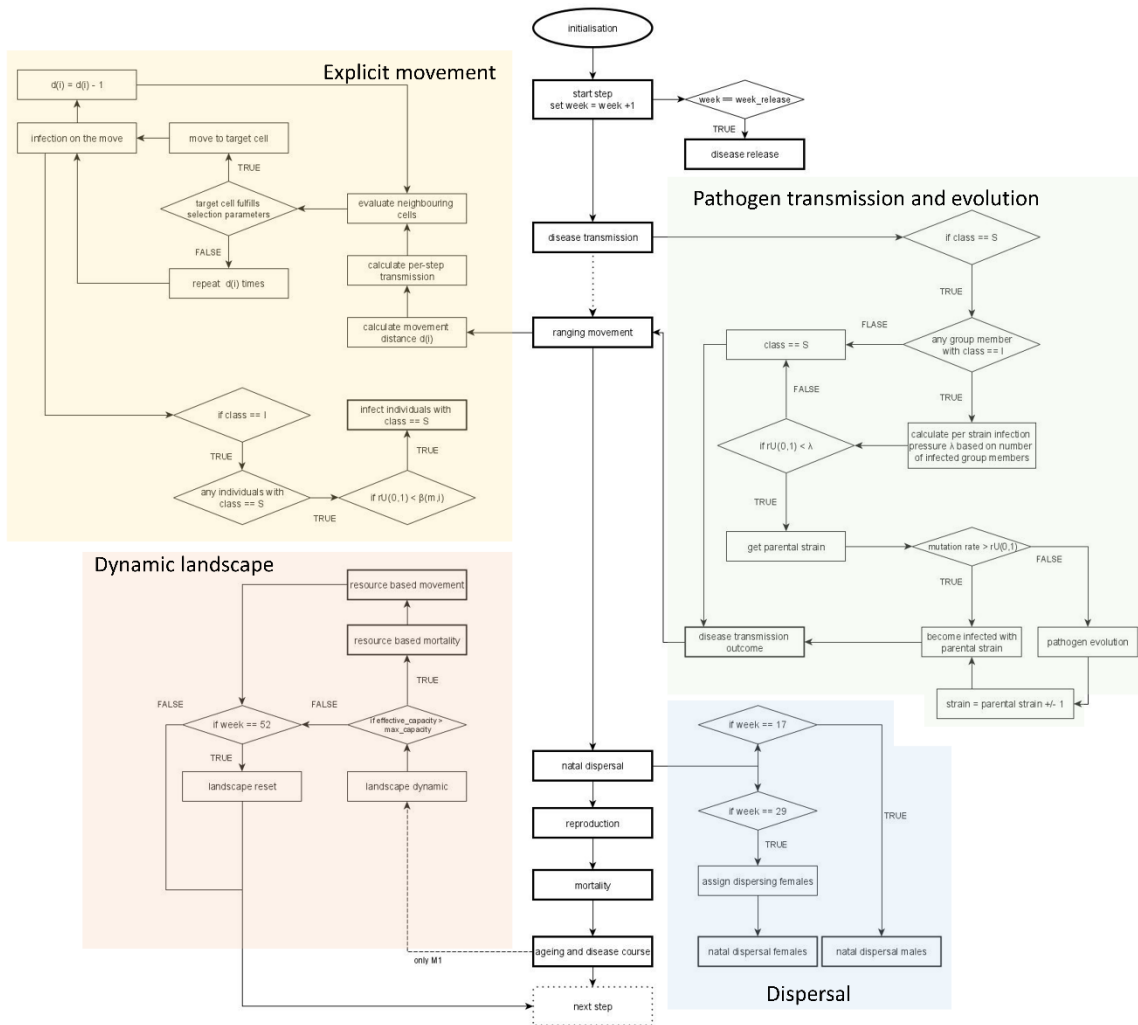 initialisation
start step
set week = week +1
week == week_release
TRUE
disease release
Explicit movement
d(i) = d(i) - 1
infection on the move
move to target cell
TRUE
target cell fulfills
selection parameters
evaluate neighbouring
cells
FALSE
repeat d(i) times
calculate per-step
transmission
calculate movement
distance d(i)
if class == I
infect individuals with
class == S
TRUE
TRUE
any individuals with
class == S
TRUE
if rU(0,1) < β(m,i)
disease transmission
ranging movement
Pathogen transmission and evolution
if class == S
TRUE
FLASE
class == S
any group member
with class == I
FALSE
TRUE
if rU(0,1) < λ
calculate per strain infection
pressure λ based on number
of infected group members
TRUE
get parental strain
mutation rate > rU(0,1)
FALSE
TRUE
disease transmission
outcome
become infected with
parental strain
pathogen evolution
strain = parental strain +/- 1
Dynamic landscape
resource based movement
resource based mortality
TRUE
FALSE
FALSE
if week == 52
if effective_capacity >
max_capacity
TRUE
landscape reset
landscape dynamic
only M1
natal dispersal
reproduction
mortality
ageing and disease course
next step
if week == 17
if week == 29
TRUE
TRUE
assign dispersing females
natal dispersal females
natal dispersal males
Dispersal